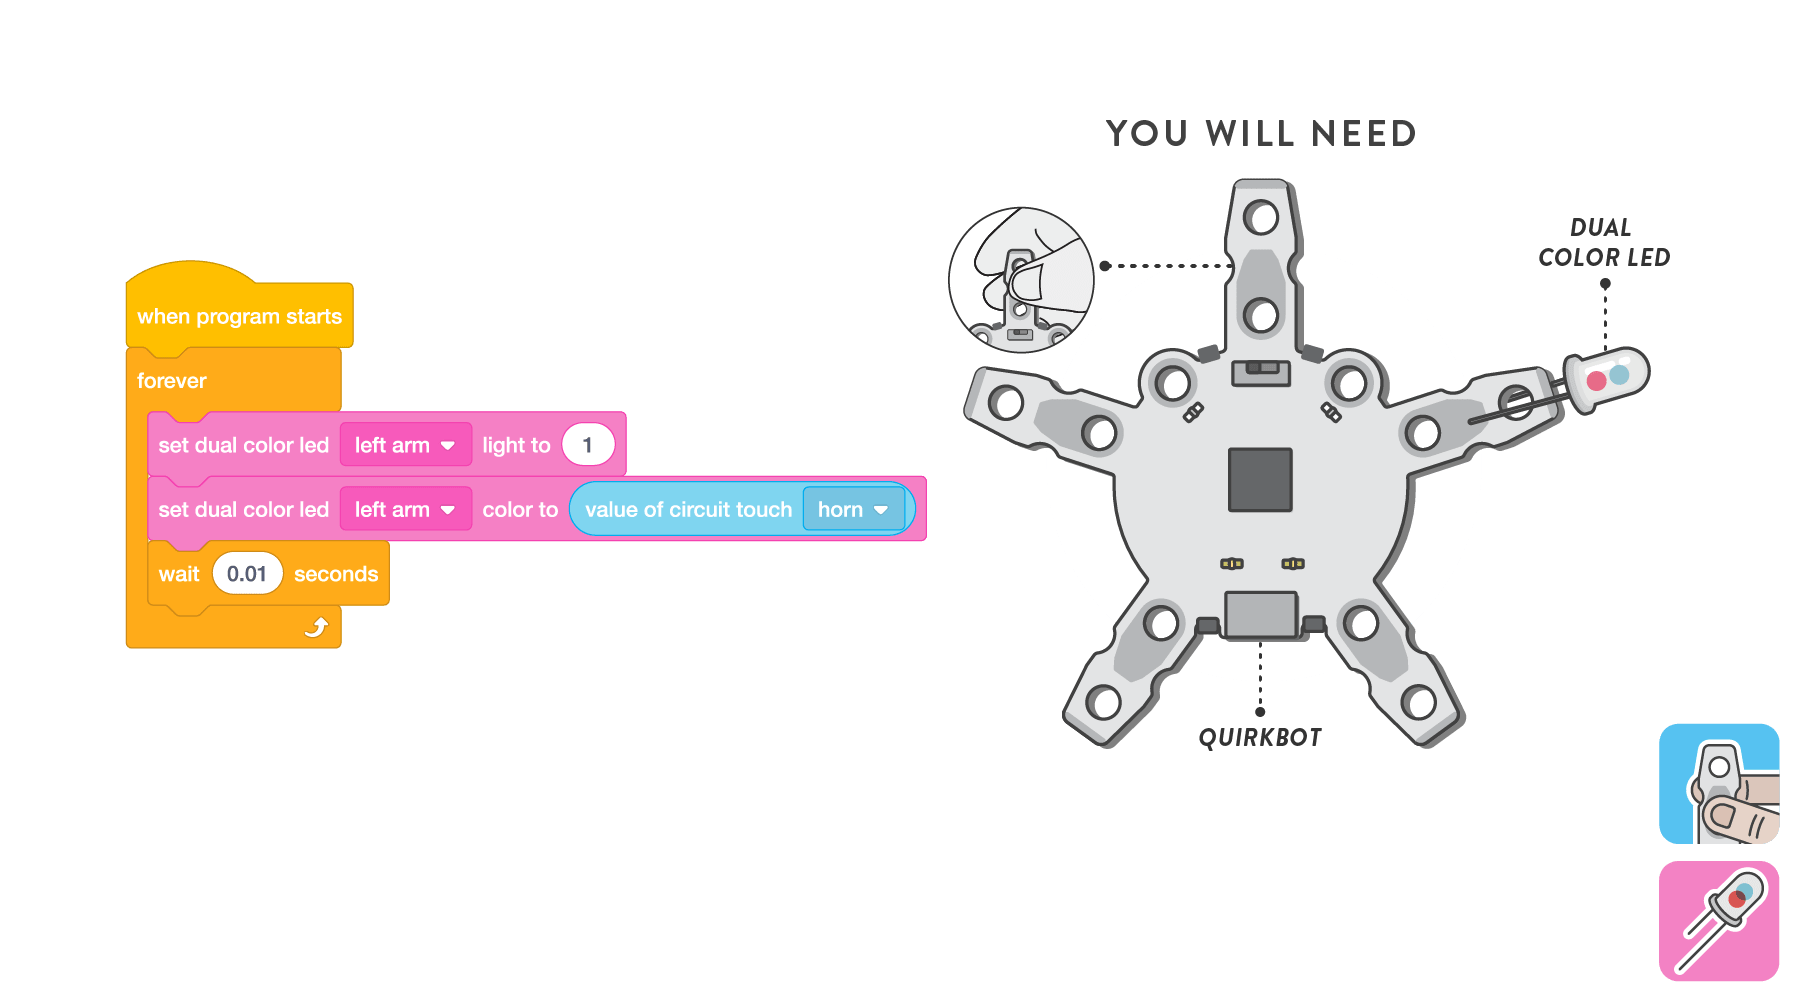 when program starts
forever
set dual color led left arm light to 1
set dual color led left arm color to value of circuit touch horn
wait 0.01 seconds
YOU WILL NEED
DUAL
COLOR LED
QUIRKBOT